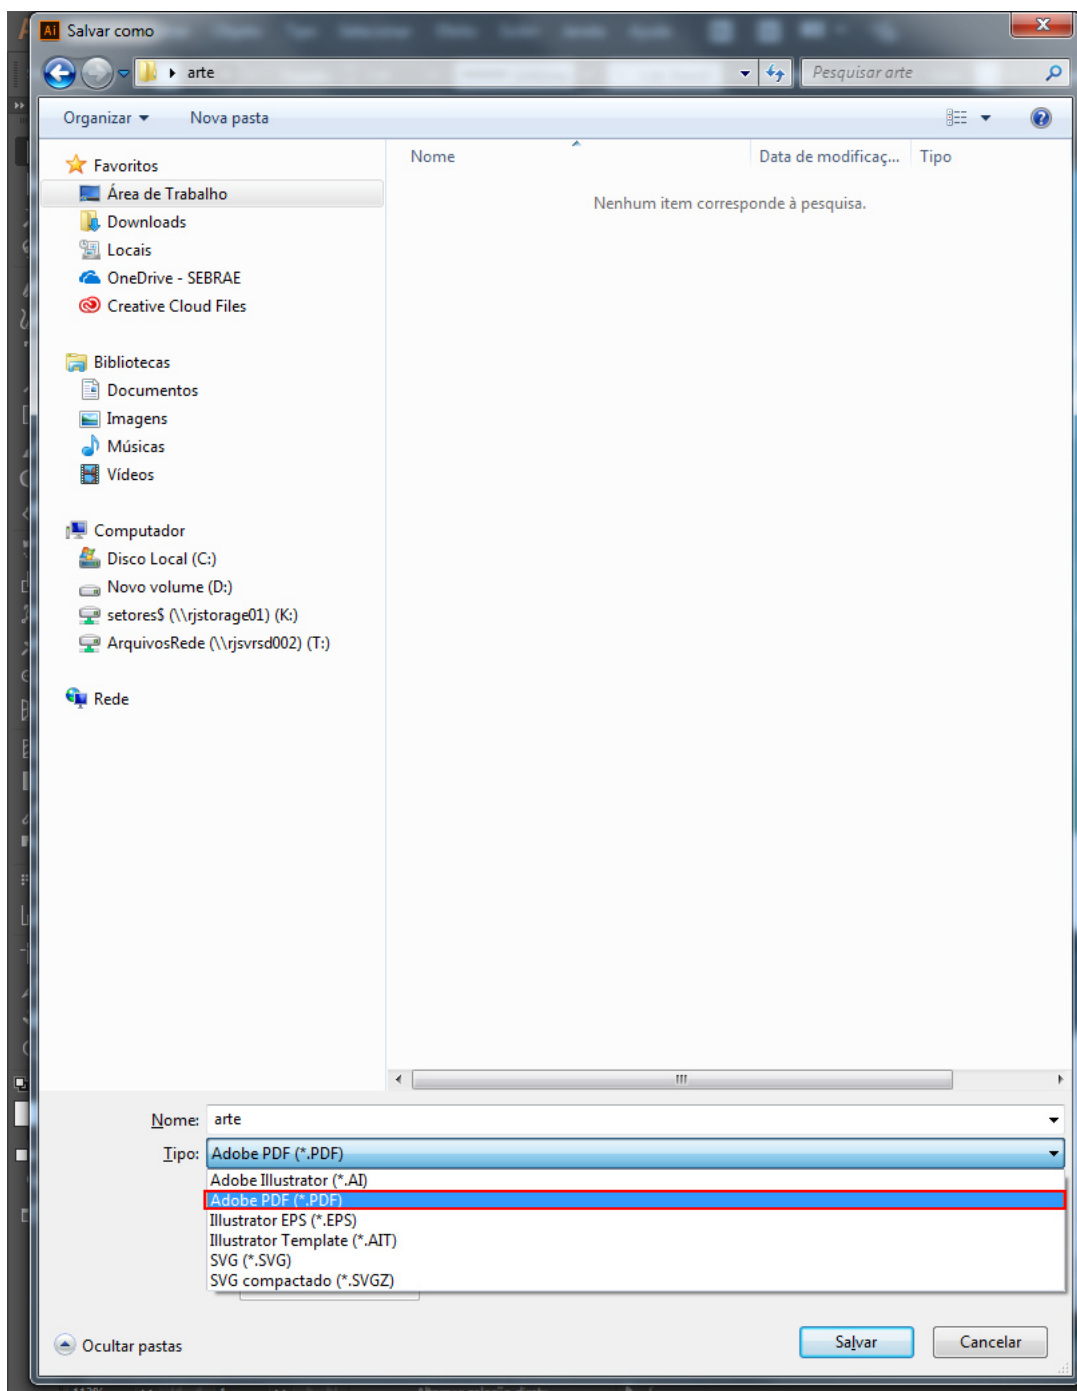 Ai Salvar como
arte
Pesquisar arte
Organizar
Nova pasta
Nome
Data de modificaç...
Tipo
Nenhum item corresponde à pesquisa.
Favoritos
Área de Trabalho
Downloads
Locais
OneDrive - SEBRAE
Creative Cloud Files
Bibliotecas
Documentos
Imagens
Músicas
Vídeos
Computador
Disco Local (C:)
Novo volume (D:)
setores$ (\\rjstorage01) (K:)
ArquivosRede (\\rjsvrsd002) (T:)
Rede
Nome: arte
Tipo: Adobe PDF (*.PDF)
Adobe Illustrator (*.AI)
Adobe PDF (*.PDF)
Illustrator EPS (*.EPS)
Illustrator Template (*.AIT)
SVG (*.SVG)
SVG compactado (*.SVGZ)
Ocultar pastas
Salvar
Cancelar